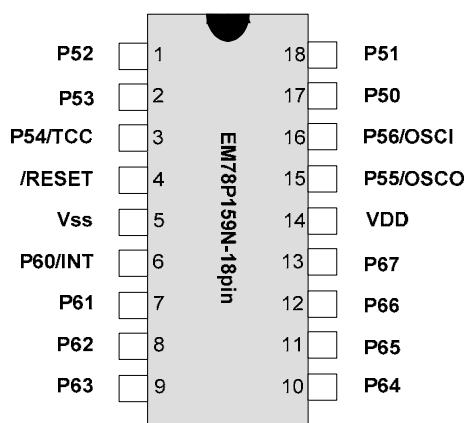 P52 1 18 P51
P53 2 17 P50
P54/TCC 3 16 P56/OSCI
/RESET 4 15 P55/OSCO
Vss 5 14 VDD
P60/INT 6 13 P67
P61 7 12 P66
P62 8 11 P65
P63 9 10 P64
EM78P159N-18pin